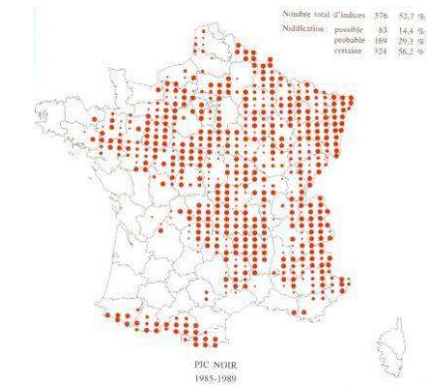 Nombre total d'indices 576 52,7 %
Nidification : possible 83 14,4 %
probable 169 29,3 %
certaine 324 56,2 %
PIC NOIR
1985-1989